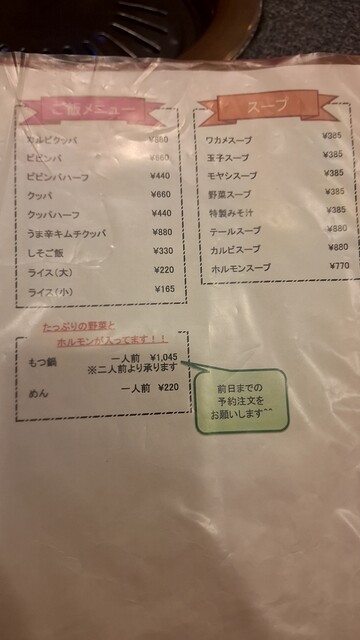 ご飯メニュー
カルビクッパ ¥880
ビビンバ ¥660
ビビンバハーフ ¥440
クッパ ¥660
クッパハーフ ¥440
うま辛キムチクッパ ¥880
しそご飯 ¥330
ライス(大) ¥220
ライス(小) ¥165
スープ
ワカメスープ ¥385
玉子スープ ¥385
モヤシスープ ¥385
野菜スープ ¥385
特製みそ汁 ¥385
テールスープ ¥880
カルビスープ ¥880
ホルモンスープ ¥770
たっぷりの野菜と
ホルモンが入ってます!!
もつ鍋 一人前 ¥1,045
※二人前より承ります
めん 一人前 ¥220
前日までの
予約注文を
お願いします^^